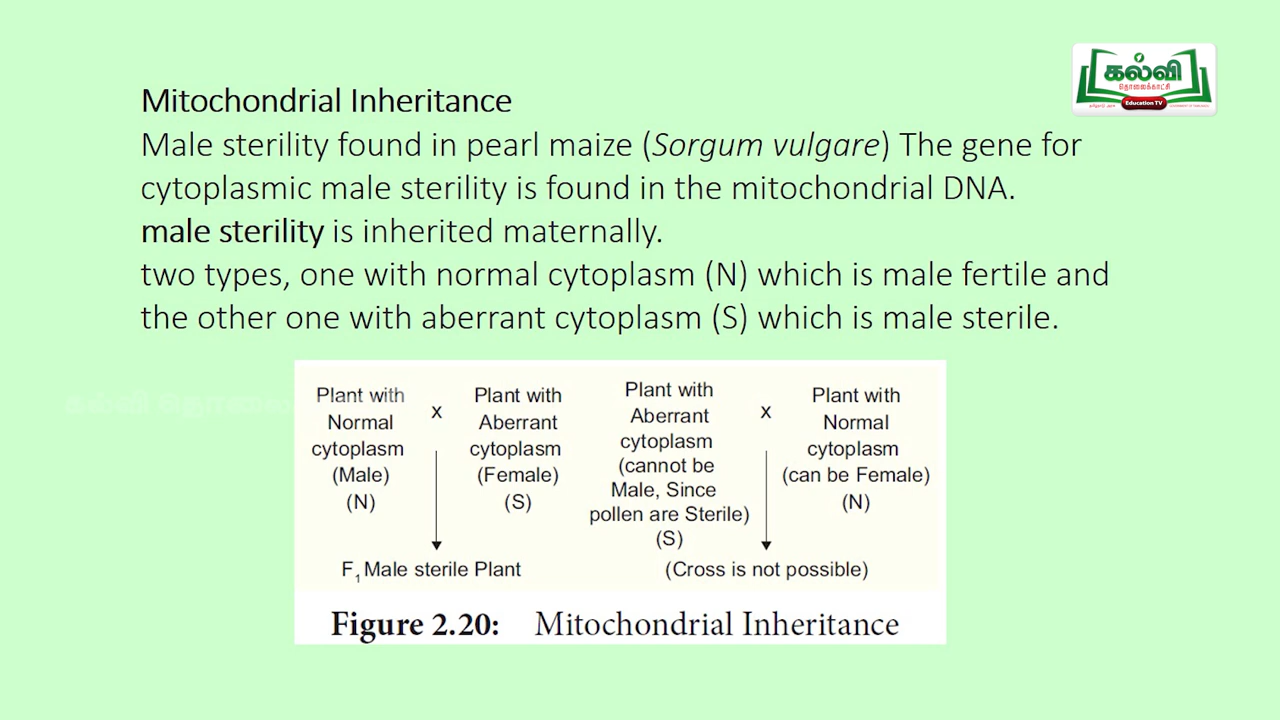 கல்வி
தொலைக்காட்சி
Education TV
Mitochondrial Inheritance
Male sterility found in pearl maize (Sorgum vulgare) The gene for
cytoplasmic male sterility is found in the mitochondrial DNA.
male sterility is inherited maternally.
two types, one with normal cytoplasm (N) which is male fertile and
the other one with aberrant cytoplasm (S) which is male sterile.
Plant with
Normal
cytoplasm
(Male)
(N)
x
Plant with
Aberrant
cytoplasm
(Female)
(S)
F1 Male sterile Plant
Plant with
Aberrant
cytoplasm
(cannot be
Male, Since
pollen are Sterile)
(S)
x
Plant with
Normal
cytoplasm
(can be Female)
(N)
(Cross is not possible)
Figure 2.20: Mitochondrial Inheritance